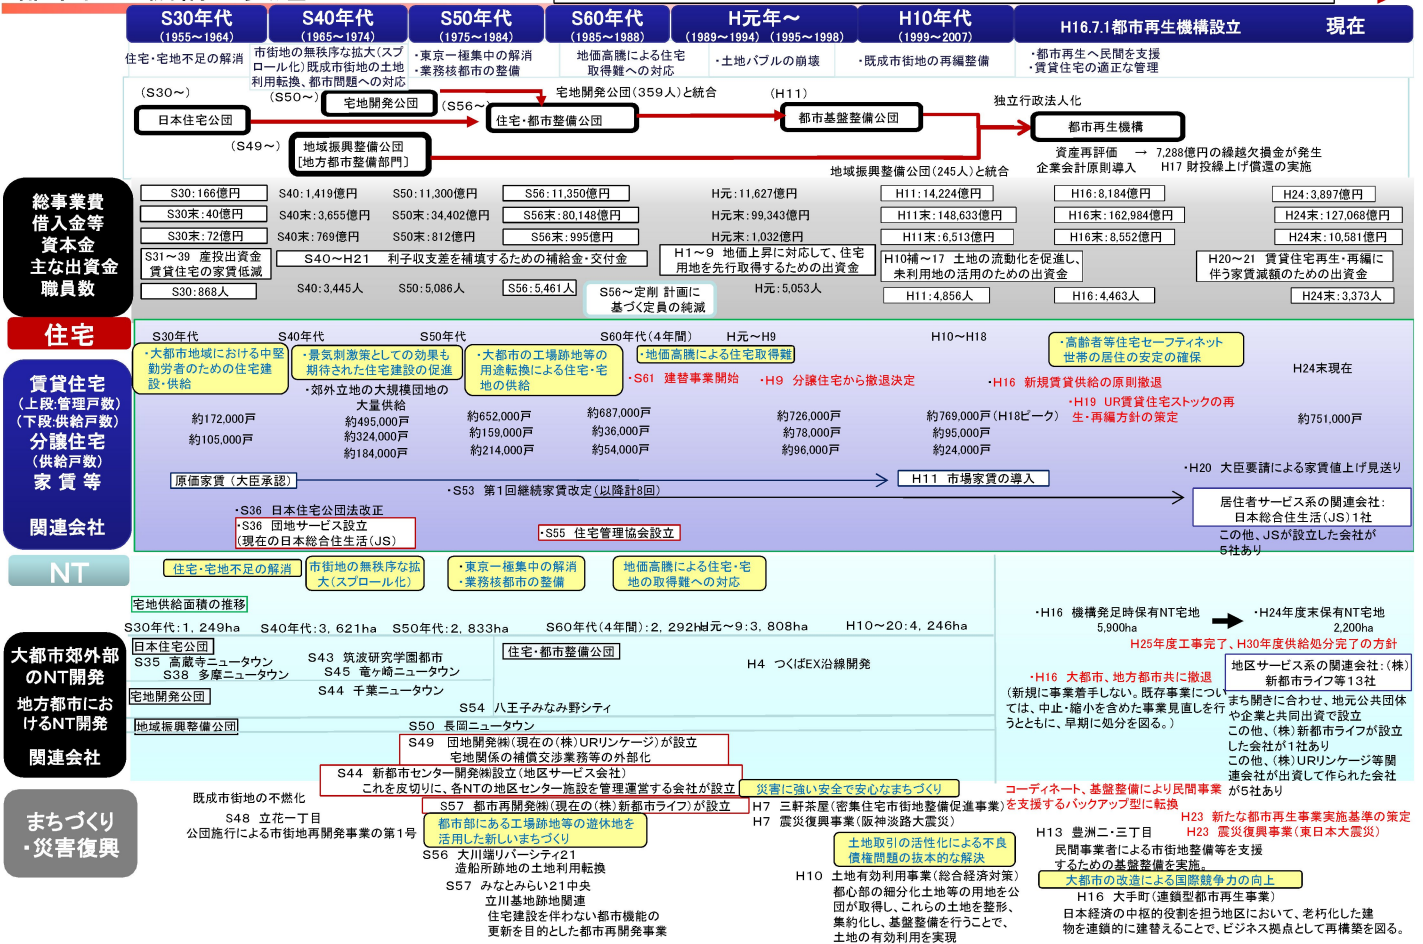 S30年代
(1955～1964)
S40年代
(1965～1974)
S50年代
(1975～1984)
S60年代
(1985～1988)
H元年～
(1989～1994) (1995～1998)
H10年代
(1999～2007)
H16.7.1都市再生機構設立
現在
住宅・宅地不足の解消
市街地の無秩序な拡大(スプ
ロール化)既成市街地の土地
利用転換、都市問題への対応
・東京一極集中の解消
・業務核都市の整備
地価高騰による住宅
取得難への対応
・土地バブルの崩壊
・既成市街地の再編整備
・都市再生へ民間を支援
・賃貸住宅の適正な管理
(S30～)
日本住宅公団
(S50～)
宅地開発公団
(S49～)
地域振興整備公団
[地方都市整備部門]
(S56～)
住宅・都市整備公団
宅地開発公団(359人)と統合
(H11)
都市基盤整備公団
地域振興整備公団(245人)と統合
独立行政法人化
都市再生機構
資産再評価 → 7,288億円の繰越欠損金が発生
企業会計原則導入 H17 財投繰上げ償還の実施
総事業費
借入金等
資本金
主な出資金
職員数
S30:166億円
S40:1,419億円
S50:11,300億円
S56:11,350億円
H元:11,627億円
H11:14,224億円
H16:8,184億円
H24:3,897億円
S30末:40億円
S40末:3,655億円
S50末:34,402億円
S56末:80,148億円
H元末:99,343億円
H11末:148,633億円
H16末:162,984億円
H24末:127,068億円
S30末:72億円
S40末:769億円
S50末:812億円
S56末:995億円
H元末:1,032億円
H11末:6,513億円
H16末:8,552億円
H24末:10,581億円
S31～39 産投出資金
賃貸住宅の家賃低減
S40～H21 利子収支差を補填するための補給金・交付金
H1～9 地価上昇に対応して、住宅
用地を先行取得するための出資金
H10補～17 土地の流動化を促進し、
未利用地の活用のための出資金
H20～21 賃貸住宅再生・再編に
伴う家賃減額のための出資金
S30:868人
S40:3,445人
S50:5,086人
S56:5,461人
S56～定削 計画に
基づく定員の純減
H元:5,053人
H11:4,856人
H16:4,463人
H24末:3,373人
住宅
賃貸住宅
(上段:管理戸数)
(下段:供給戸数)
分譲住宅
(供給戸数)
家 賃 等
関連会社
S30年代
S40年代
S50年代
S60年代(4年間)
H元～H9
H10～H18
H24末現在
・大都市地域における中堅
勤労者のための住宅建
設・供給
・景気刺激策としての効果も
期待された住宅建設の促進
・郊外立地の大規模団地の
大量供給
・大都市の工場跡地等の
用途転換による住宅・宅
地の供給
・地価高騰による住宅取得難
・S61 建替事業開始
・H9 分譲住宅から撤退決定
・高齢者等住宅セーフティネット
世帯の居住の安定の確保
・H16 新規賃貸供給の原則撤退
・H19 UR賃貸住宅ストックの再
生・再編方針の策定
約172,000戸
約105,000戸
約495,000戸
約324,000戸
約184,000戸
約652,000戸
約159,000戸
約214,000戸
約687,000戸
約36,000戸
約54,000戸
約726,000戸
約78,000戸
約96,000戸
約769,000戸(H18ピーク)
約95,000戸
約24,000戸
約751,000戸
原価家賃 (大臣承認)
・S53 第1回継続家賃改定(以降計8回)
H11 市場家賃の導入
・H20 大臣要請による家賃値上げ見送り
・S36 日本住宅公団法改正
・S36 団地サービス設立
(現在の日本総合住生活(JS)
・S55 住宅管理協会設立
居住者サービス系の関連会社:
日本総合住生活(JS)1社
この他、JSが設立した会社が
5社あり
NT
住宅・宅地不足の解消
市街地の無秩序な拡
大(スプロール化)
・東京一極集中の解消
・業務核都市の整備
地価高騰による住宅・宅
地の取得難への対応
宅地供給面積の推移
S30年代:1, 249ha
S40年代:3, 621ha
S50年代:2, 833ha
S60年代(4年間):2, 292ha
H元～9:3, 808ha
H10～20:4, 246ha
・H16 機構発足時保有NT宅地
5,900ha
・H24年度末保有NT宅地
2,200ha
H25年度工事完了、H30年度供給処分完了の方針
大都市郊外部
のNT開発
地方都市にお
けるNT開発
関連会社
日本住宅公団
S35 高蔵寺ニュータウン
S38 多摩ニュータウン
S43 筑波研究学園都市
S45 竜ヶ崎ニュータウン
住宅・都市整備公団
H4 つくばEX沿線開発
宅地開発公団
S44 千葉ニュータウン
S54 八王子みなみ野シティ
地域振興整備公団
S50 長岡ニュータウン
S49 団地開発㈱(現在の(株)URリンケージ)が設立
宅地関係の補償交渉業務等の外部化
S44 新都市センター開発㈱設立(地区サービス会社)
これを皮切りに、各NTの地区センター施設を管理運営する会社が設立
・H16 大都市、地方都市共に撤退
(新規に事業着手しない。既存事業につい
ては、中止・縮小を含めた事業見直しを行
うとともに、早期に処分を図る。)
地区サービス系の関連会社:(株)
新都市ライフ等13社
まち開きに合わせ、地元公共団体
や企業と共同出資で設立
この他、(株)新都市ライフが設立
した会社が1社あり
この他、(株)URリンケージ等関
連会社が出資して作られた会社
が5社あり
まちづくり
・災害復興
既成市街地の不燃化
S48 立花一丁目
公団施行による市街地再開発事業の第1号
S57 都市再開発㈱(現在の(株)新都市ライフ)が設立
都市部にある工場跡地等の遊休地を
活用した新しいまちづくり
S56 大川端リバーシティ21
造船所跡地の土地利用転換
S57 みなとみらい21中央
立川基地跡地関連
住宅建設を伴わない都市機能の
更新を目的とした都市再開発事業
災害に強い安全で安心なまちづくり
H7 三軒茶屋(密集住宅市街地整備促進事業)
H7 震災復興事業(阪神淡路大震災)
土地取引の活性化による不良
債権問題の抜本的な解決
H10 土地有効利用事業(総合経済対策)
都心部の細分化土地等の用地を公
団が取得し、これらの土地を整形、
集約化し、基盤整備を行うことで、
土地の有効利用を実現
コーディネート、基盤整備により民間事業
を支援するバックアップ型に転換
H23 新たな都市再生事業実施基準の策定
H23 震災復興事業(東日本大震災)
H13 豊洲二・三丁目
民間事業者による市街地整備等を支援
するための基盤整備を実施。
大都市の改造による国際競争力の向上
H16 大手町(連鎖型都市再生事業)
日本経済の中枢的役割を担う地区において、老朽化した建
物を連鎖的に建替えることで、ビジネス拠点として再構築を図る。